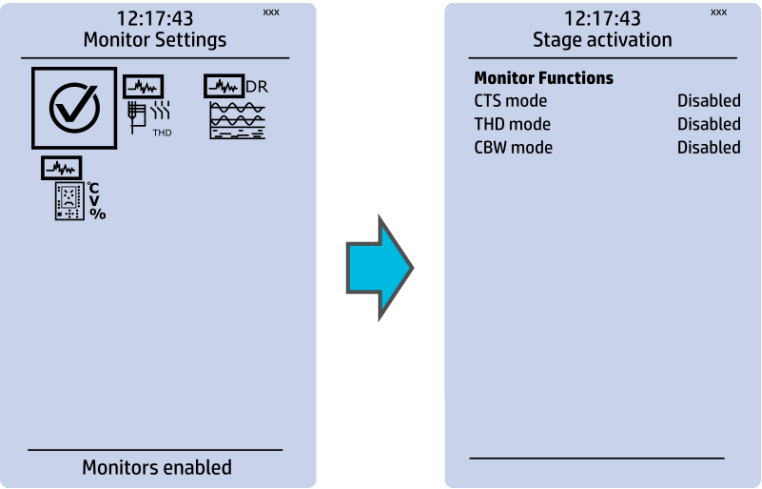 12:17:43 xxx
Monitor Settings
DR
THD
℃
V
%
Monitors enabled
12:17:43 xxx
Stage activation
Monitor Functions
CTS mode Disabled
THD mode Disabled
CBW mode Disabled